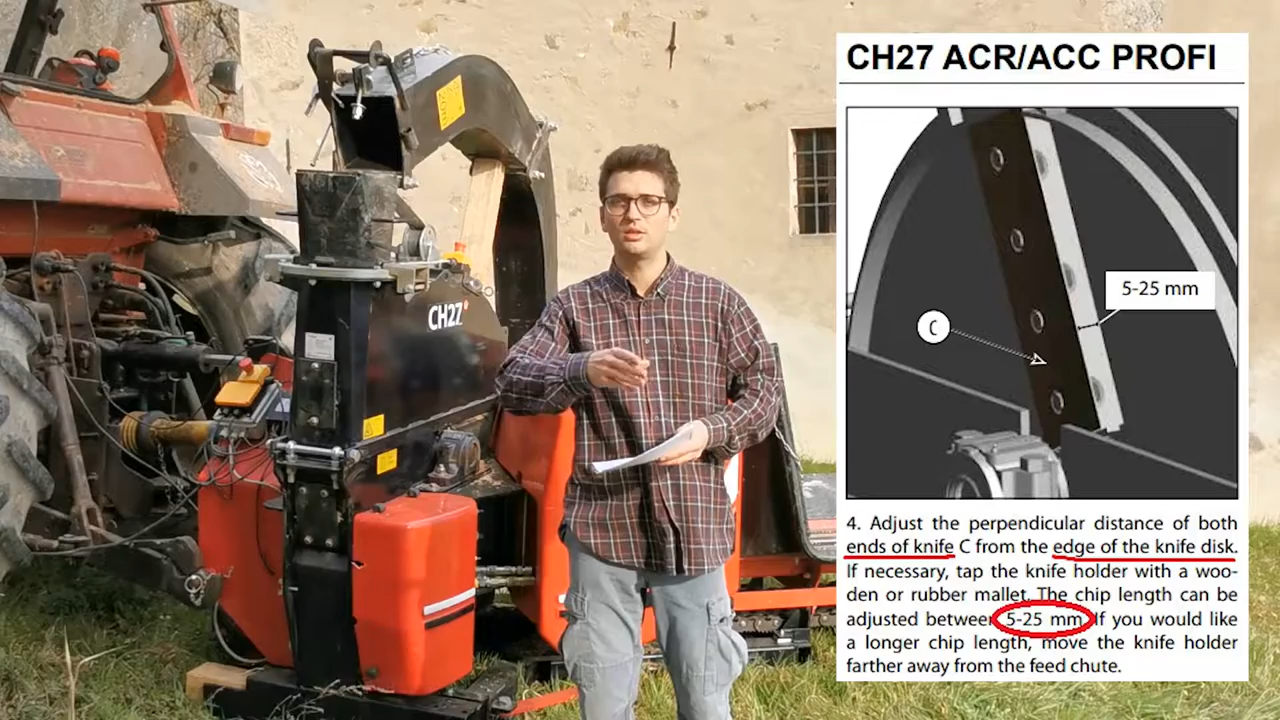 CH27 ACR/ACC PROFI
CH27
5-25 mm
C
4. Adjust the perpendicular distance of both
ends of knife C from the edge of the knife disk.
If necessary, tap the knife holder with a woo-
den or rubber mallet. The chip length can be
adjusted between 5-25 mm If you would like
a longer chip length, move the knife holder
farther away from the feed chute.